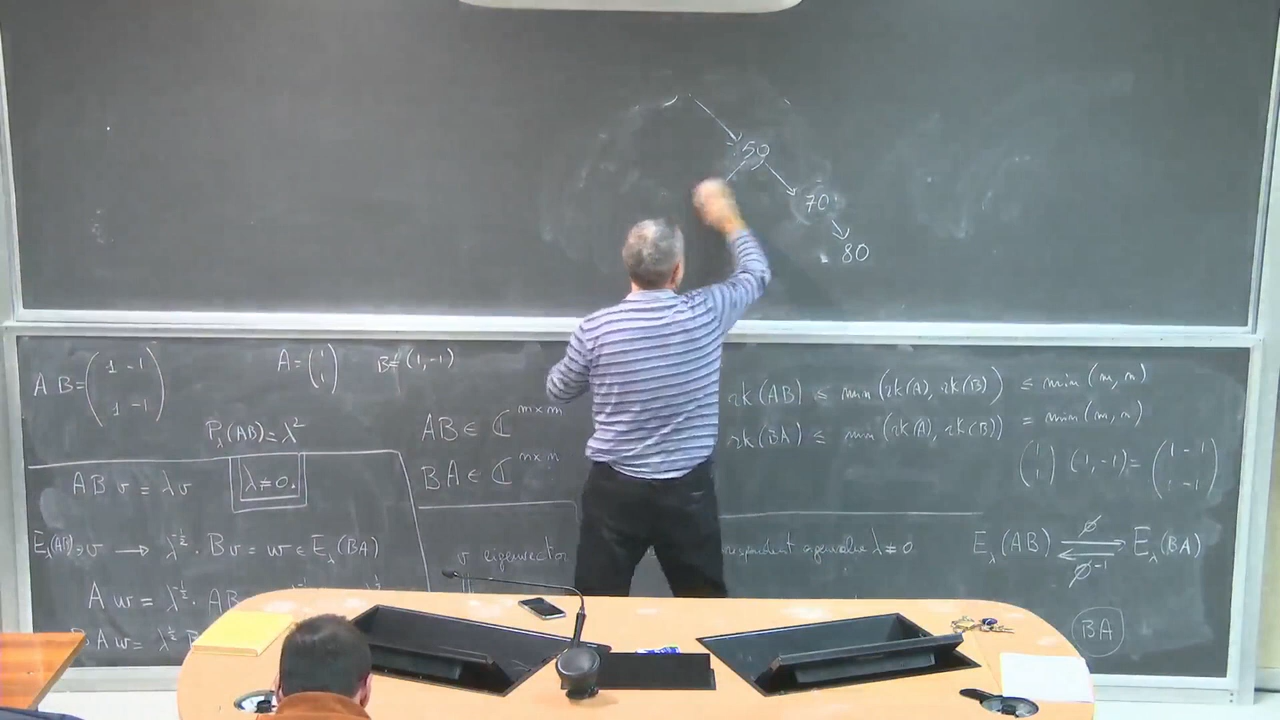 50
70
80
A B = ( 1 -1 1 -1 )
A = ( 1 1 )
B = (1, -1)
P_λ(AB) = λ²
AB v = λ v
λ ≠ 0.
E_λ(AB) ∋ v → λ^{-1/2} · B v = w ∈ E_λ(BA)
A w = λ^{-1/2} · AB
B A w = λ^{-1/2} B
AB ∈ ℂ^{m×m}
BA ∈ ℂ^{n×n}
v eigenvector
eigenvalue λ ≠ 0
rk(AB) ≤ min (rk(A), rk(B)) ≤ min (m, n)
rk(BA) ≤ min (rk(A), rk(B)) = min (m, n)
( 1 1 ) (1, -1) = ( 1 -1 1 -1 )
E_λ(AB) ⇄ E_λ(BA)
ø
ø^{-1}
BA